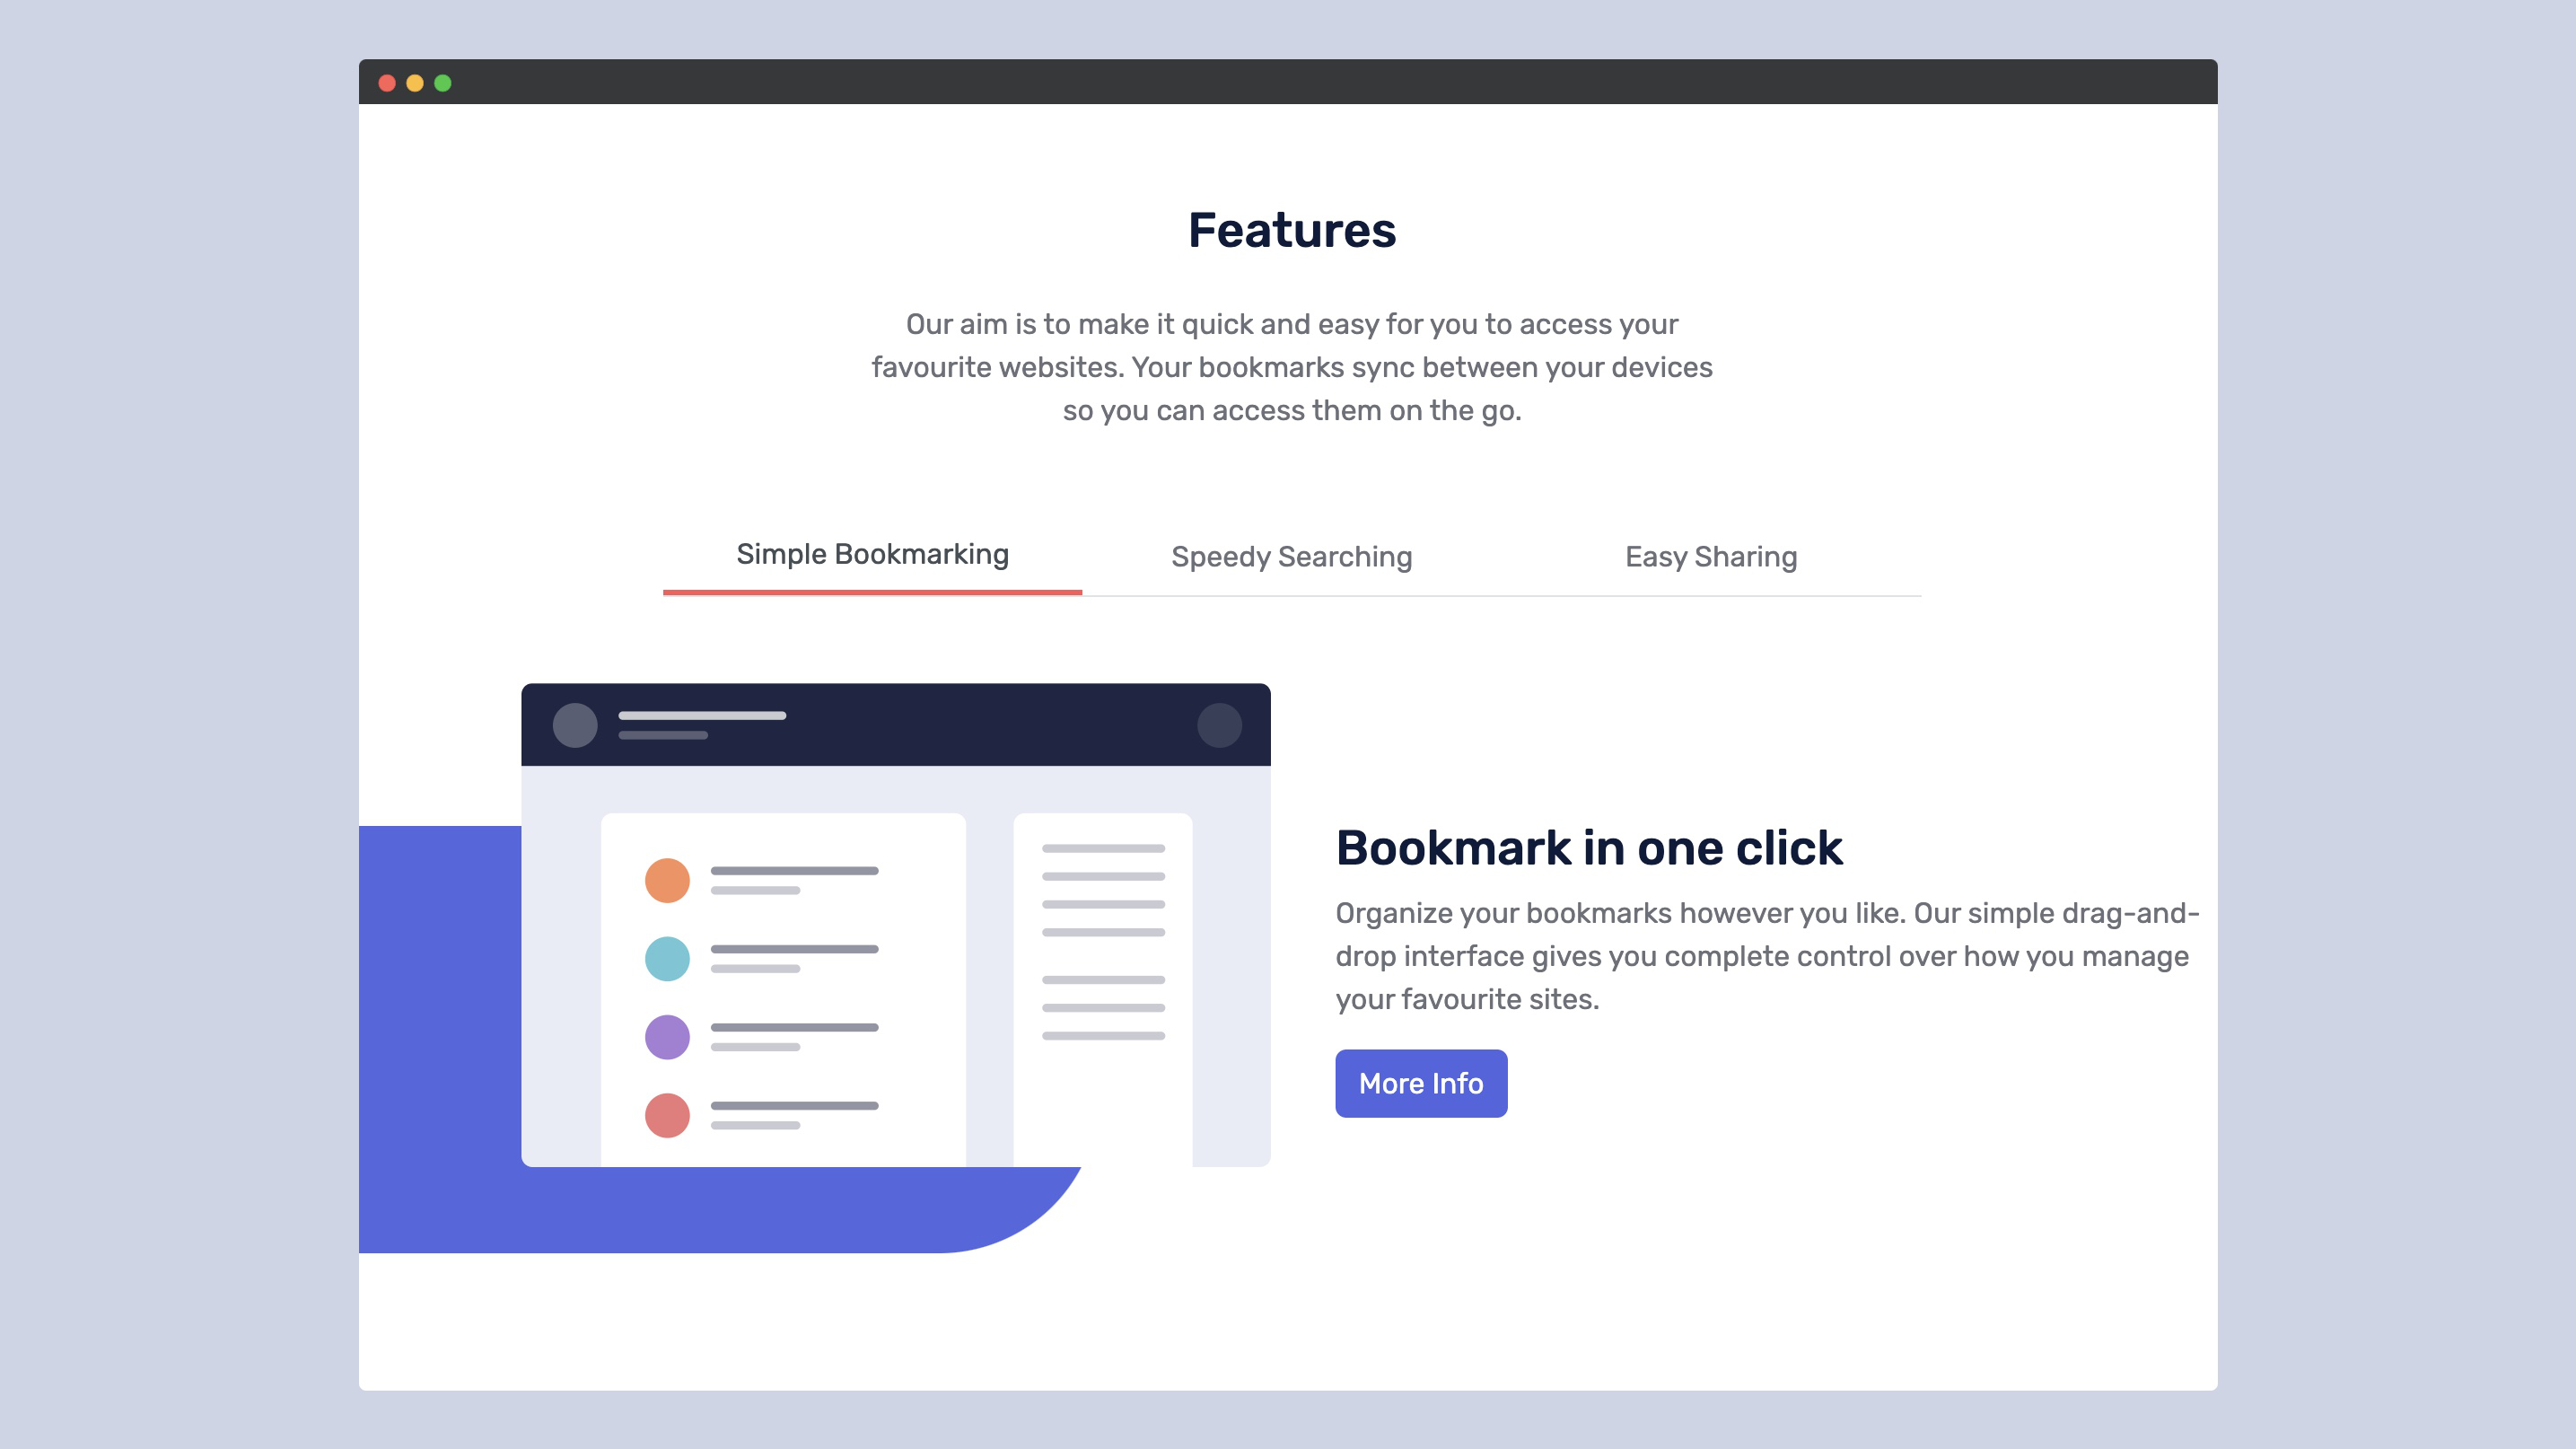 Features
Our aim is to make it quick and easy for you to access your
favourite websites. Your bookmarks sync between your devices
so you can access them on the go.
Simple Bookmarking
Speedy Searching
Easy Sharing
Bookmark in one click
Organize your bookmarks however you like. Our simple drag-and-
drop interface gives you complete control over how you manage
your favourite sites.
More Info